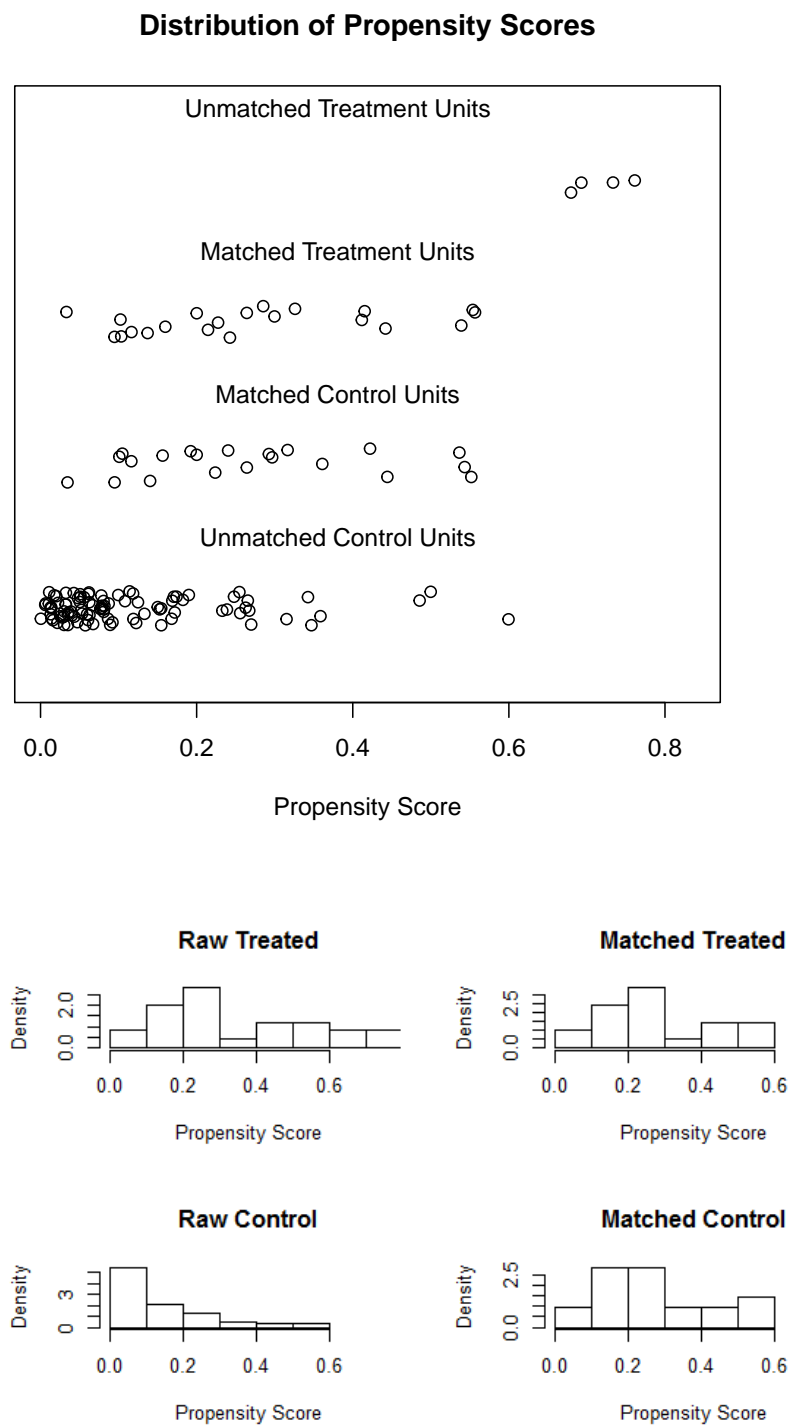 Distribution of Propensity Scores
Unmatched Treatment Units
Matched Treatment Units
Matched Control Units
Unmatched Control Units
0.0 0.2 0.4 0.6 0.8
Propensity Score
Raw Treated
Density
0.0 2.0
0.0 0.2 0.4 0.6
Propensity Score
Matched Treated
Density
0.0 2.5
0.0 0.2 0.4 0.6
Propensity Score
Raw Control
Density
0 3
0.0 0.2 0.4 0.6
Propensity Score
Matched Control
Density
0.0 2.5
0.0 0.2 0.4 0.6
Propensity Score